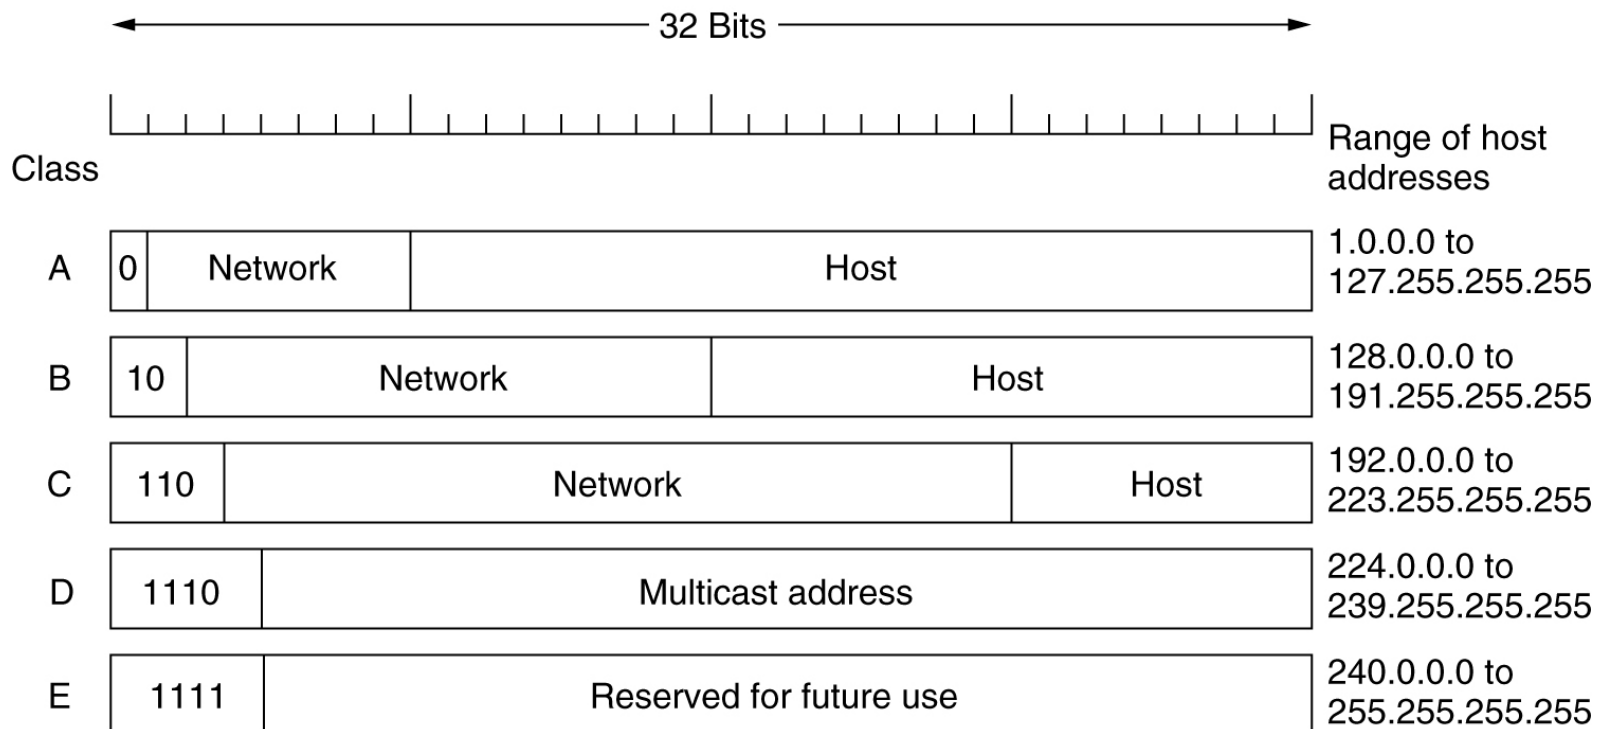 32 Bits
Range of host
addresses
Class
A
0
Network
Host
1.0.0.0 to
127.255.255.255
B
10
Network
Host
128.0.0.0 to
191.255.255.255
C
110
Network
Host
192.0.0.0 to
223.255.255.255
D
1110
Multicast address
224.0.0.0 to
239.255.255.255
E
1111
Reserved for future use
240.0.0.0 to
255.255.255.255